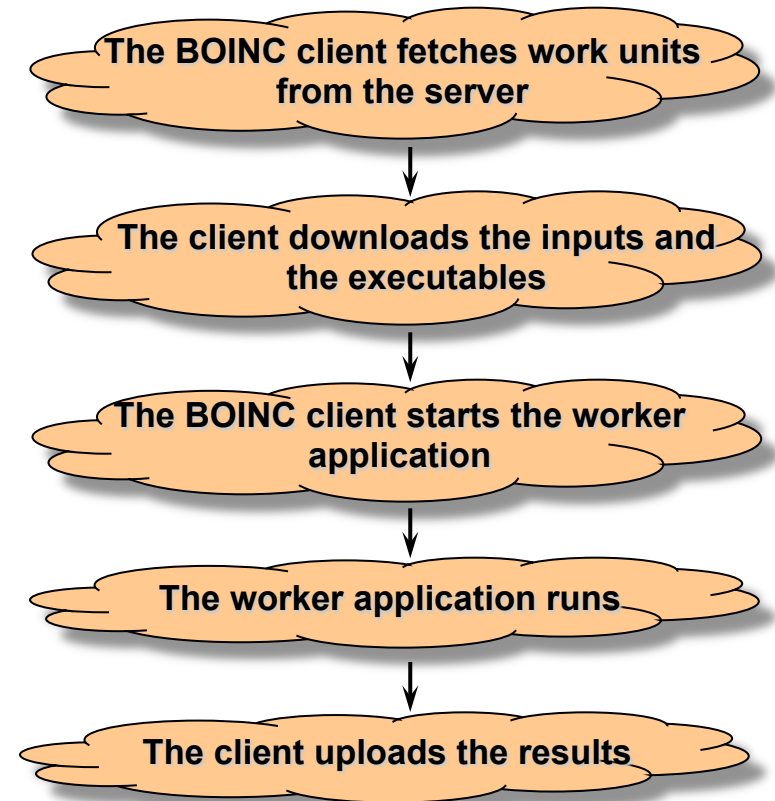 The BOINC client fetches work units
from the server
The client downloads the inputs and
the executables
The BOINC client starts the worker
application
The worker application runs
The client uploads the results